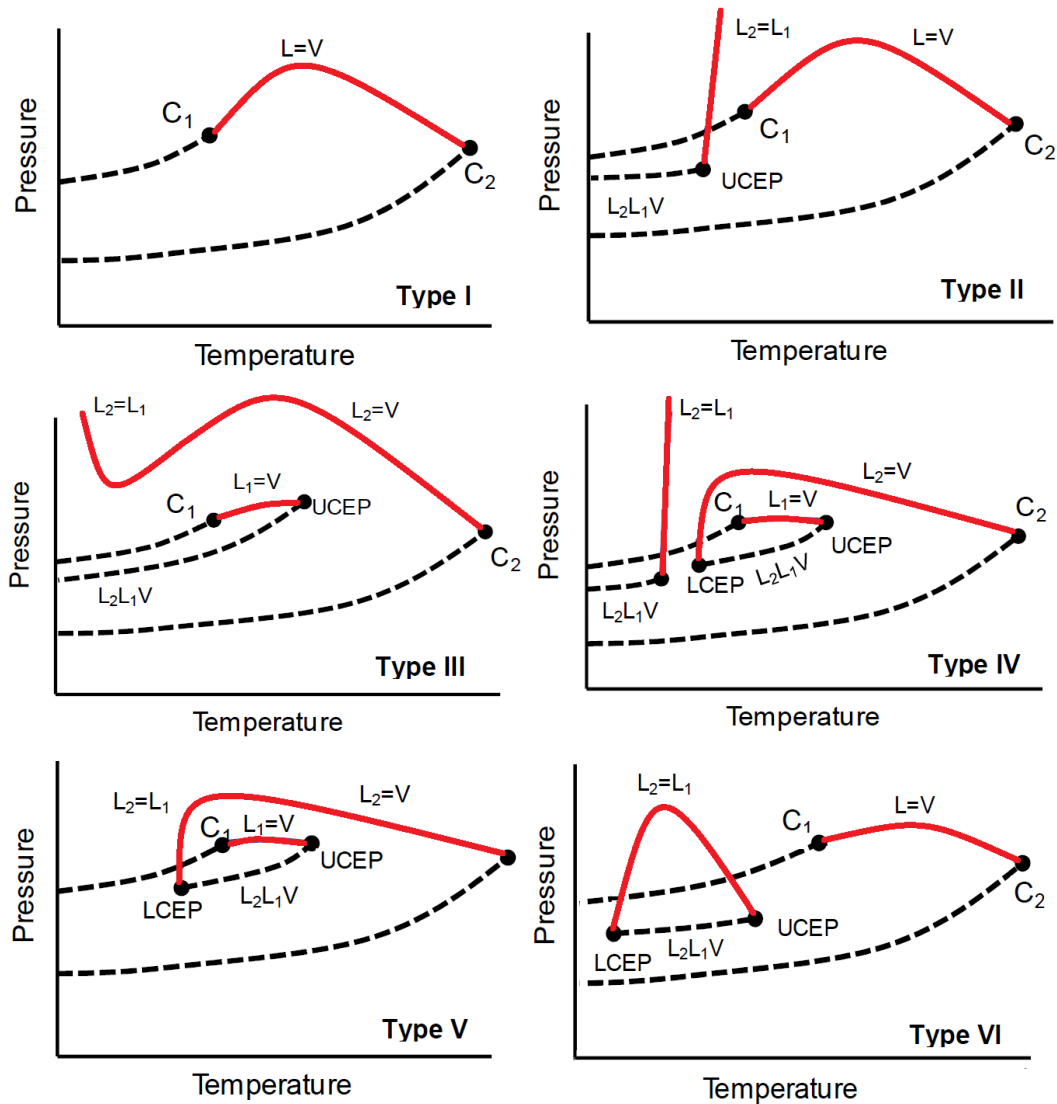 L=V
C₁
C₂
Pressure
Type I
Temperature
L₂=L₁
L=V
C₁
C₂
UCEP
L₂L₁V
Pressure
Type II
Temperature
L₂=L₁
L₂=V
L₁=V
C₁
UCEP
C₂
L₂L₁V
Pressure
Type III
Temperature
L₂=L₁
L₂=V
C₁
L₁=V
C₂
UCEP
LCEP
L₂L₁V
L₂L₁V
Pressure
Type IV
Temperature
L₂=L₁
L₂=V
C₁
L₁=V
UCEP
LCEP
L₂L₁V
Pressure
Type V
Temperature
L₂=L₁
C₁
L=V
C₂
UCEP
LCEP
L₂L₁V
Pressure
Type VI
Temperature